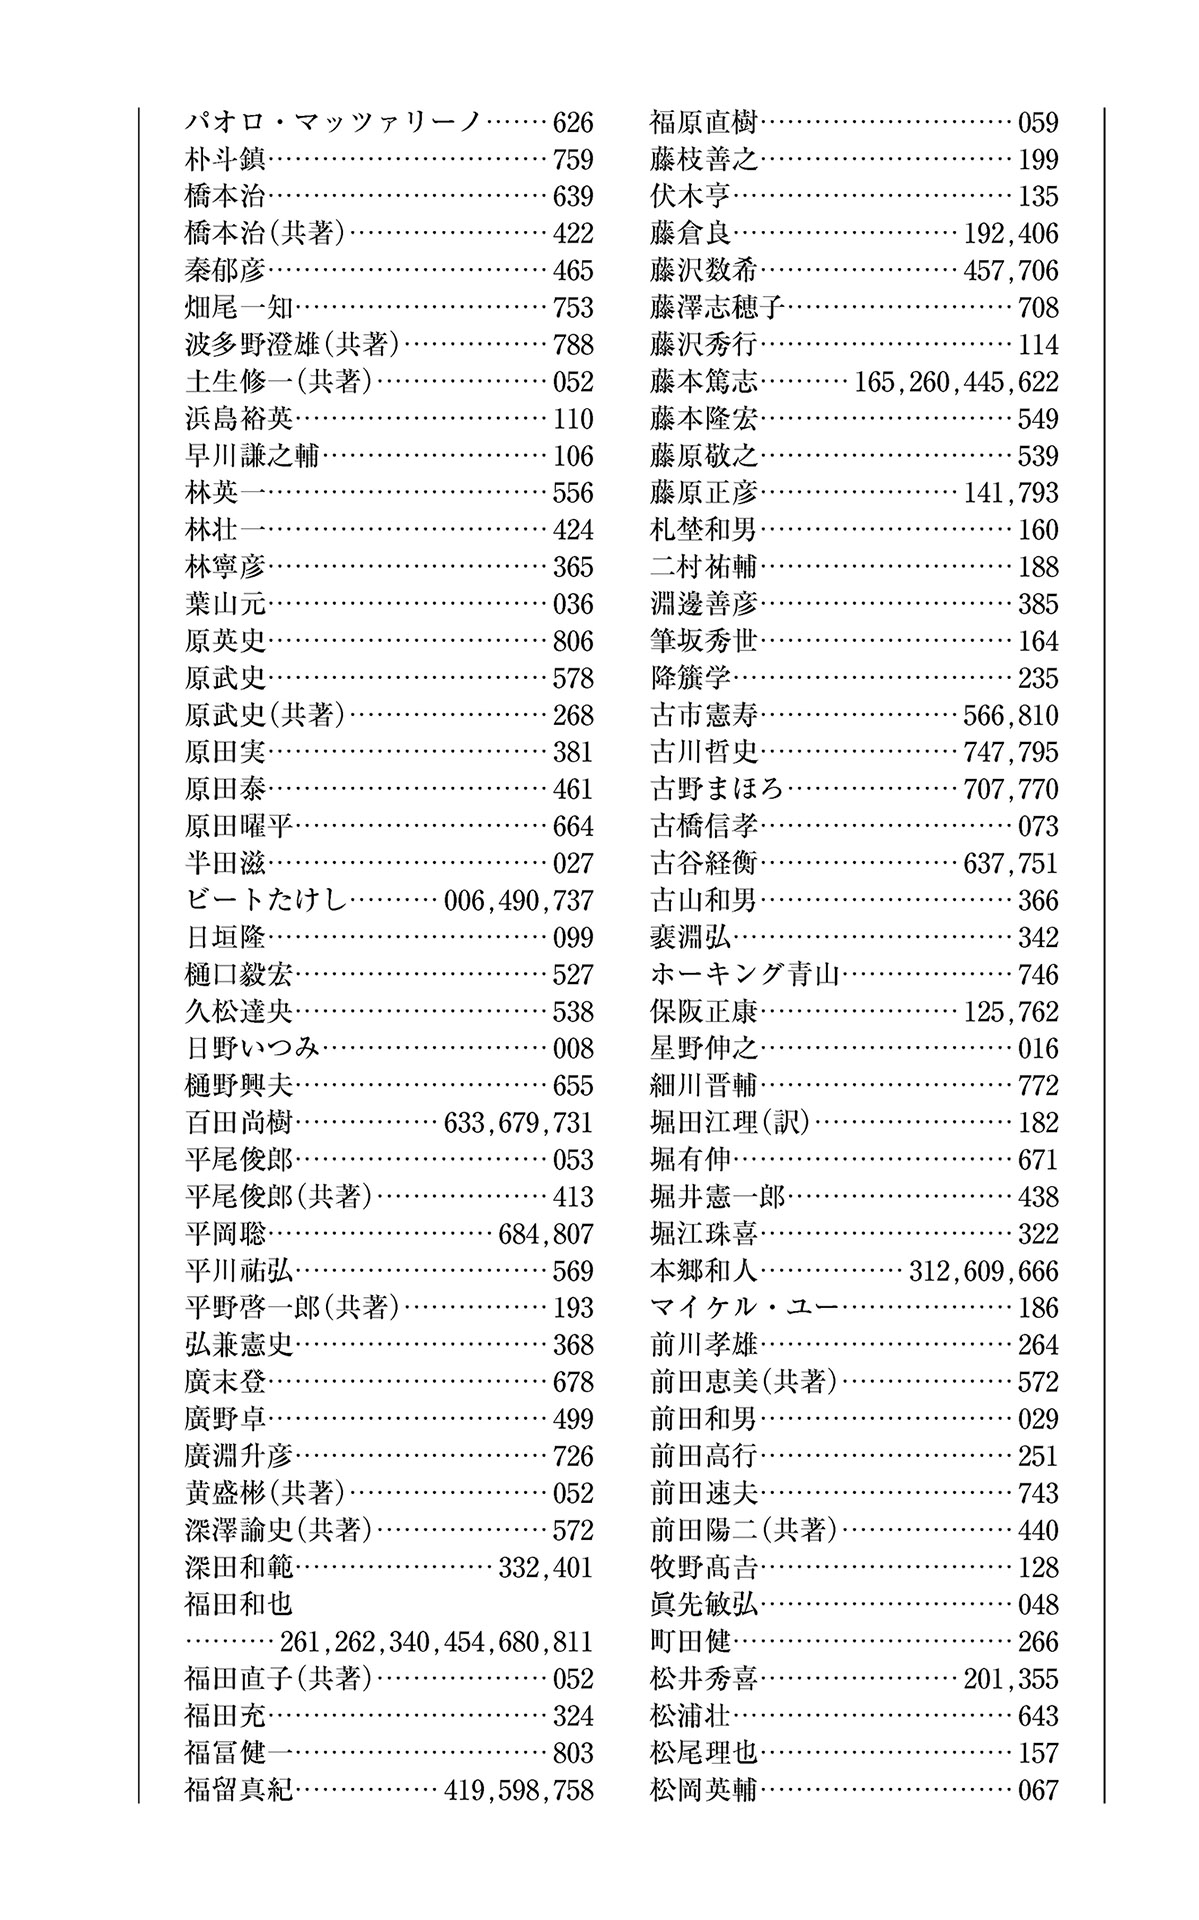 パオロ・マッツァリーノ……626
朴斗鎮……759
橋本治……639
橋本治(共著)……422
秦郁彦……465
畑尾一知……753
波多野澄雄(共著)……788
土生修一(共著)……052
浜島裕英……110
早川謙之輔……106
林英一……556
林壮一……424
林寧彦……365
葉山元……036
原英史……806
原武史……578
原武史(共著)……268
原田実……381
原田泰……461
原田曜平……664
半田滋……027
ビートたけし……006,490,737
日垣隆……099
樋口毅宏……527
久松達央……538
日野いつみ……008
樋野興夫……655
百田尚樹……633,679,731
平尾俊郎……053
平尾俊郎(共著)……413
平岡聡……684,807
平川祐弘……569
平野啓一郎(共著)……193
弘兼憲史……368
廣末登……678
廣野卓……499
廣淵升彦……726
黄盛彬(共著)……052
深澤諭史(共著)……572
深田和範……332,401
福田和也
……261,262,340,454,680,811
福田直子(共著)……052
福田充……324
福冨健一……803
福留真紀……419,598,758
福原直樹……059
藤枝善之……199
伏木亨……135
藤倉良……192,406
藤沢数希……457,706
藤澤志穂子……708
藤沢秀行……114
藤本篤志……165,260,445,622
藤本隆宏……549
藤原敬之……539
藤原正彦……141,793
札埜和男……160
二村祐輔……188
淵邊善彦……385
筆坂秀世……164
降籏学……235
古市憲寿……566,810
古川哲史……747,795
古野まほろ……707,770
古橋信孝……073
古谷経衡……637,751
古山和男……366
裵淵弘……342
ホーキング青山……746
保阪正康……125,762
星野伸之……016
細川晋輔……772
堀田江理(訳)……182
堀有伸……671
堀井憲一郎……438
堀江珠喜……322
本郷和人……312,609,666
マイケル・ユー……186
前川孝雄……264
前田恵美(共著)……572
前田和男……029
前田高行……251
前田速夫……743
前田陽二(共著)……440
牧野髙𠮷……128
眞先敏弘……048
町田健……266
松井秀喜……201,355
松浦壮……643
松尾理也……157
松岡英輔……067